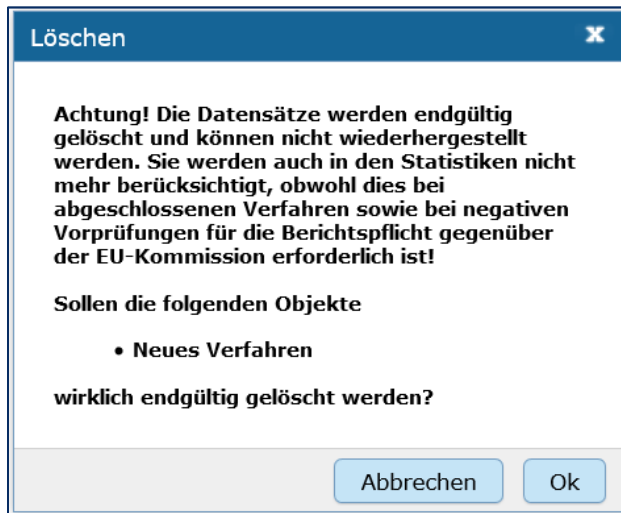 Löschen x
Achtung! Die Datensätze werden endgültig
gelöscht und können nicht wiederhergestellt
werden. Sie werden auch in den Statistiken nicht
mehr berücksichtigt, obwohl dies bei
abgeschlossenen Verfahren sowie bei negativen
Vorprüfungen für die Berichtspflicht gegenüber
der EU-Kommission erforderlich ist!
Sollen die folgenden Objekte
• Neues Verfahren
wirklich endgültig gelöscht werden?
Abbrechen Ok